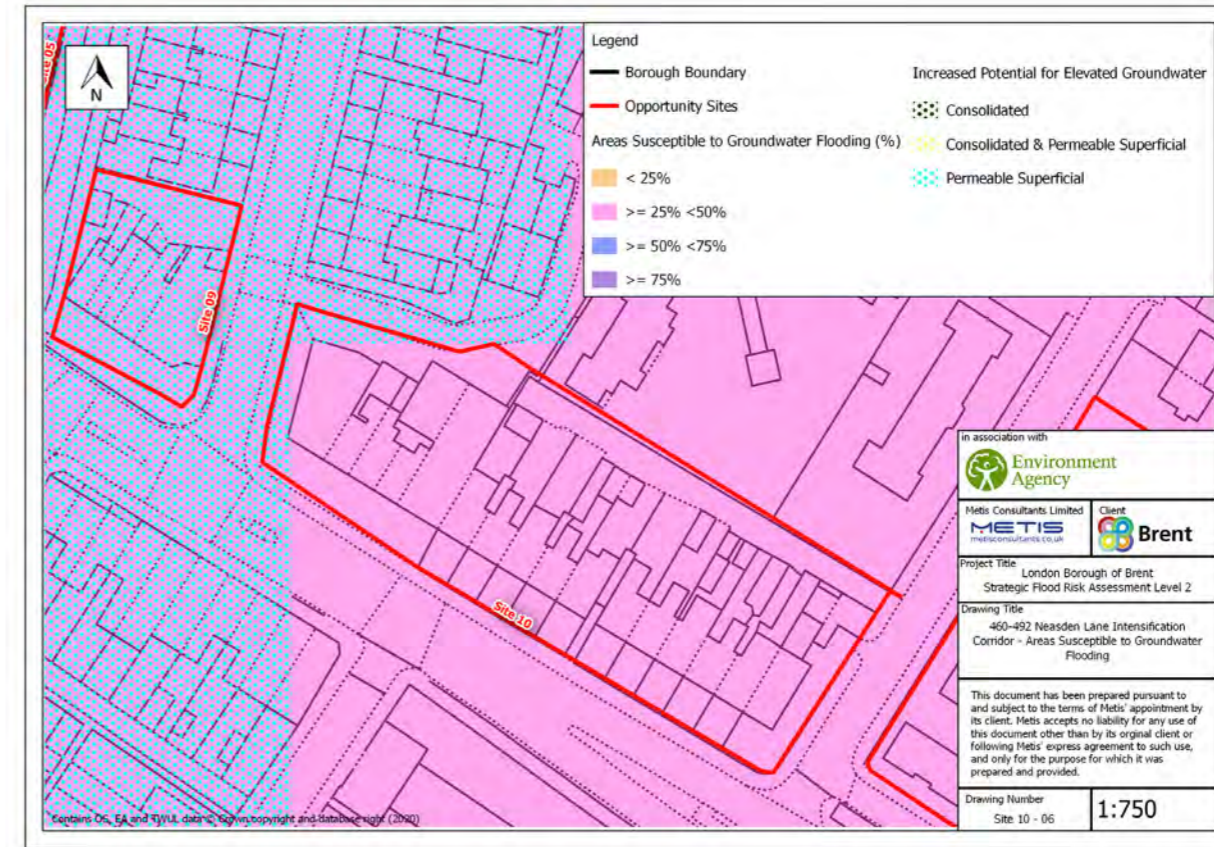 Site 05
N
Legend
Borough Boundary
Opportunity Sites
Areas Susceptible to Groundwater Flooding (%)
< 25%
>= 25% <50%
>= 50% <75%
>= 75%
Increased Potential for Elevated Groundwater
Consolidated
Consolidated & Permeable Superficial
Permeable Superficial
Site 09
Site 10
in association with
Environment
Agency
Metis Consultants Limited
METIS
metisconsultants.co.uk
Client
Brent
Project Title
London Borough of Brent
Strategic Flood Risk Assessment Level 2
Drawing Title
460-492 Neasden Lane Intensification
Corridor - Areas Susceptible to Groundwater
Flooding
This document has been prepared pursuant to
and subject to the terms of Metis' appointment by
its client. Metis accepts no liability for any use of
this document other than by its orginal client or
following Metis' express agreement to such use,
and only for the purpose for which it was
prepared and provided.
Drawing Number
Site 10 - 06
1:750
Contains OS, EA and TWUL data © Crown copyright and database right (2020)